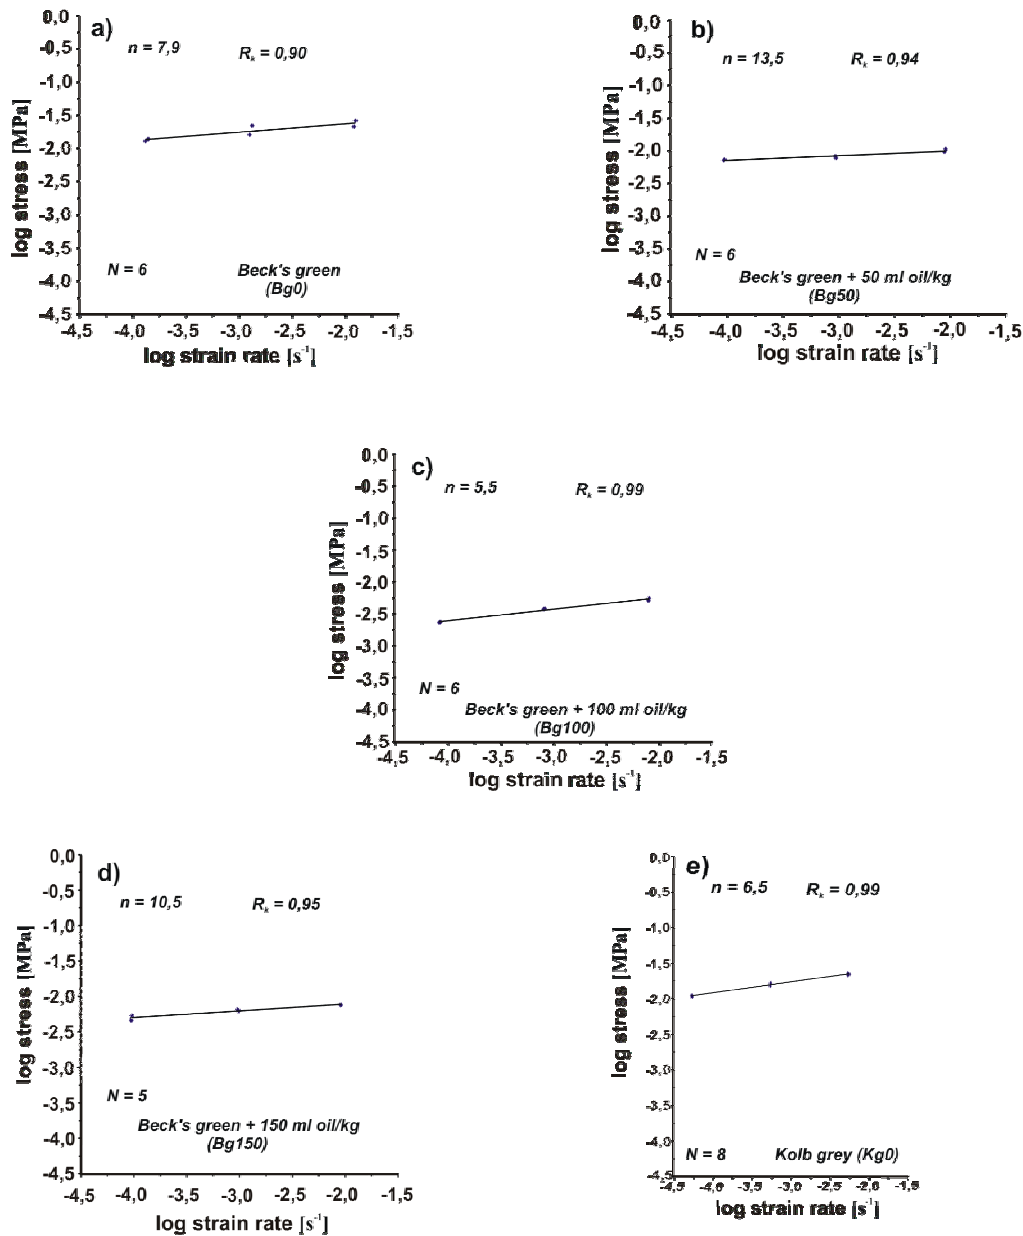 a)
n = 7,9
Rk = 0,90
0,0
-0,5
-1,0
-1,5
-2,0
-2,5
-3,0
-3,5
-4,0
-4,5
log stress [MPa]
N = 6
Beck's green
(Bg0)
-4,5 -4,0 -3,5 -3,0 -2,5 -2,0 -1,5
log strain rate [s-1]
b)
n = 13,5
Rk = 0,94
0,0
-0,5
-1,0
-1,5
-2,0
-2,5
-3,0
-3,5
-4,0
-4,5
log stress [MPa]
N = 6
Beck's green + 50 ml oil/kg
(Bg50)
-4,5 -4,0 -3,5 -3,0 -2,5 -2,0 -1,5
log strain rate [s-1]
c)
n = 5,5
Rk = 0,99
0,0
-0,5
-1,0
-1,5
-2,0
-2,5
-3,0
-3,5
-4,0
-4,5
log stress [MPa]
N = 6
Beck's green + 100 ml oil/kg
(Bg100)
-4,5 -4,0 -3,5 -3,0 -2,5 -2,0 -1,5
log strain rate [s-1]
d)
n = 10,5
Rk = 0,95
0,0
-0,5
-1,0
-1,5
-2,0
-2,5
-3,0
-3,5
-4,0
-4,5
log stress [MPa]
N = 5
Beck's green + 150 ml oil/kg
(Bg150)
-4,5 -4,0 -3,5 -3,0 -2,5 -2,0 -1,5
log strain rate [s-1]
e)
n = 6,5
Rk = 0,99
0,0
-0,5
-1,0
-1,5
-2,0
-2,5
-3,0
-3,5
-4,0
-4,5
log stress [MPa]
N = 8
Kolb grey (Kg0)
-4,5 -3,5 -3,5 -2,5 -2,0 -1,5
log strain rate [s-1]